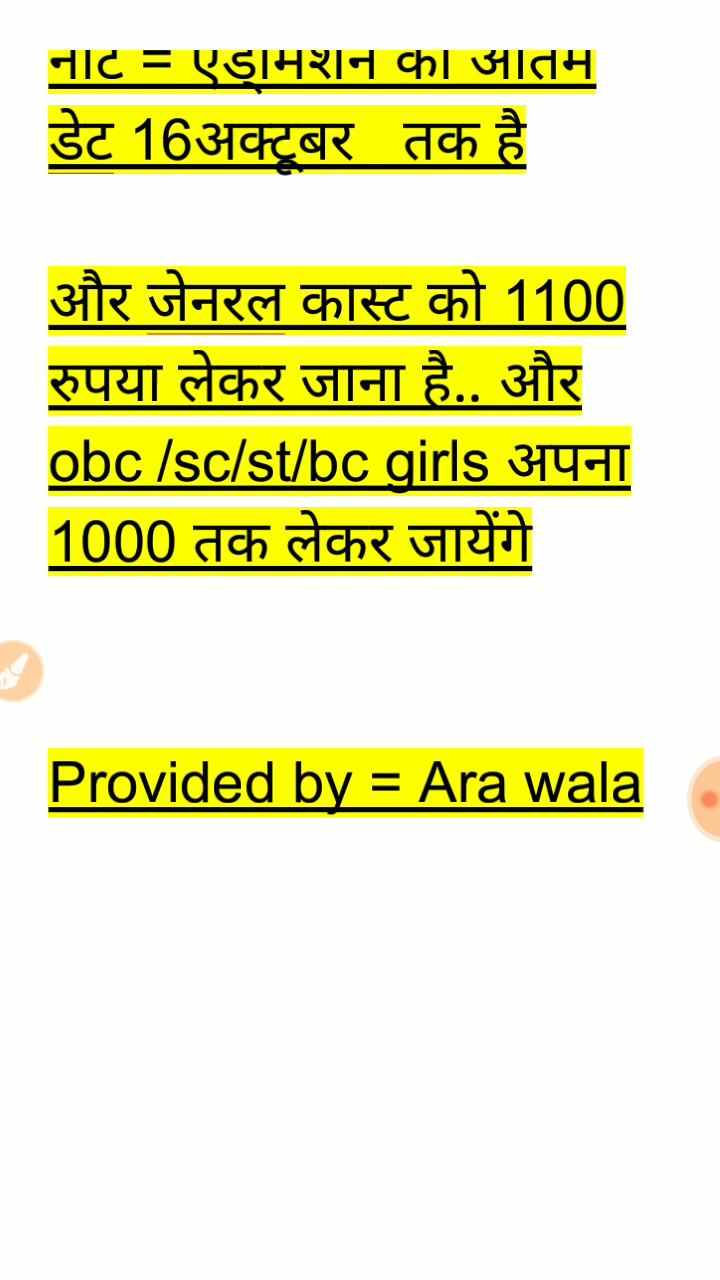 नोट = एड्मिशन का अंतिम
डेट 16अक्टूबर तक है
और जेनरल कास्ट को 1100
रुपया लेकर जाना है.. और
obc /sc/st/bc girls अपना
1000 तक लेकर जायेंगे
Provided by = Ara wala